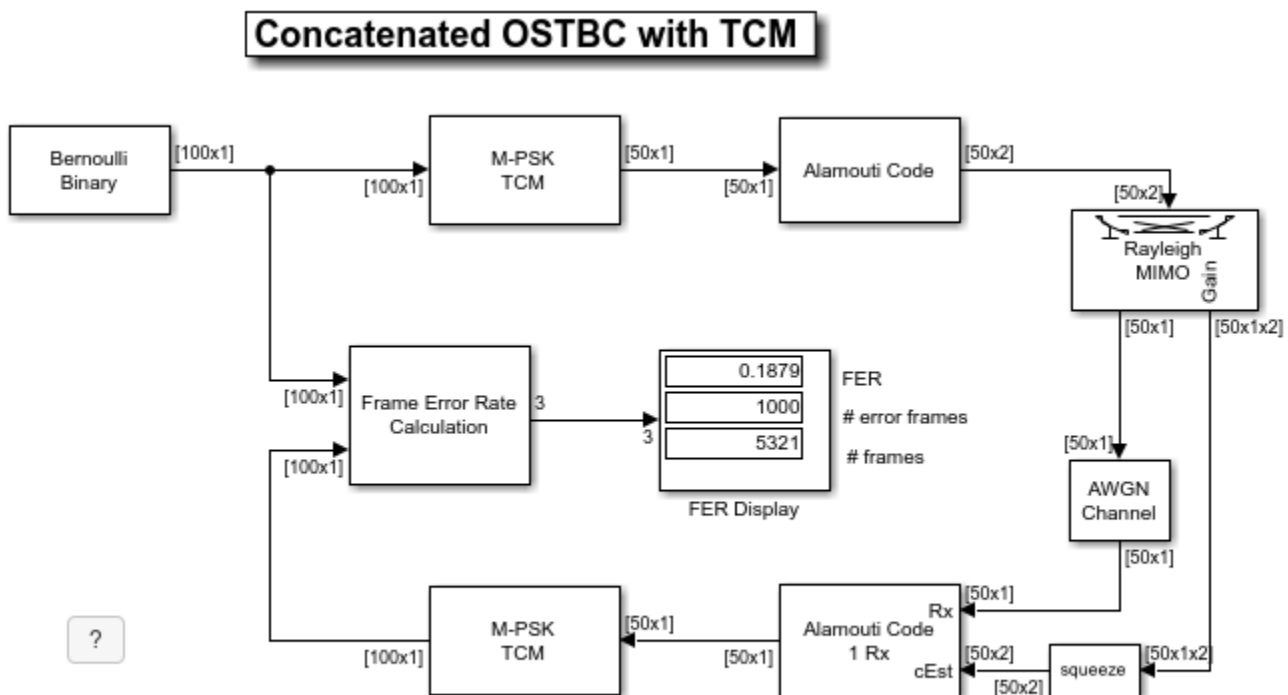 Concatenated OSTBC with TCM
Bernoulli
Binary
[100x1]
[100x1]
M-PSK
TCM
[50x1]
[50x1]
Alamouti Code
[50x2]
[50x2]
Rayleigh
MIMO
Gain
[50x1]
[50x1x2]
[100x1]
[100x1]
Frame Error Rate
Calculation
3
3
0.1879
1000
5321
FER
# error frames
# frames
FER Display
[50x1]
AWGN
Channel
[50x1]
?
[100x1]
M-PSK
TCM
[50x1]
[50x1]
Alamouti Code
1 Rx
Rx
cEst
[50x1]
[50x2]
[50x2]
squeeze
[50x1x2]